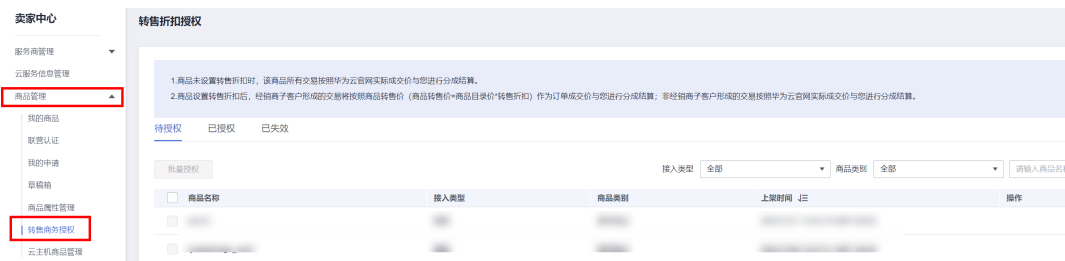 卖家中心
服务商管理
云服务信息管理
商品管理
我的商品
联营认证
我的申请
草稿箱
商品属性管理
转售商务授权
云主机商品管理
转售折扣授权
1.商品未设置转售折扣时，该商品所有交易按照华为云官网实际成交价与您进行分成结算。
2.商品设置转售折扣后，经销商子客户形成的交易将按照商品转售价（商品转售价=商品目录价*转售折扣）作为订单成交价与您进行分成结算；非经销商子客户形成的交易按照华为云官网实际成交价与您进行分成结算。
待授权 已授权 已失效
批量授权 接入类型 全部 商品类别 全部 请输入商品名称
商品名称 接入类型 商品类别 上架时间 操作